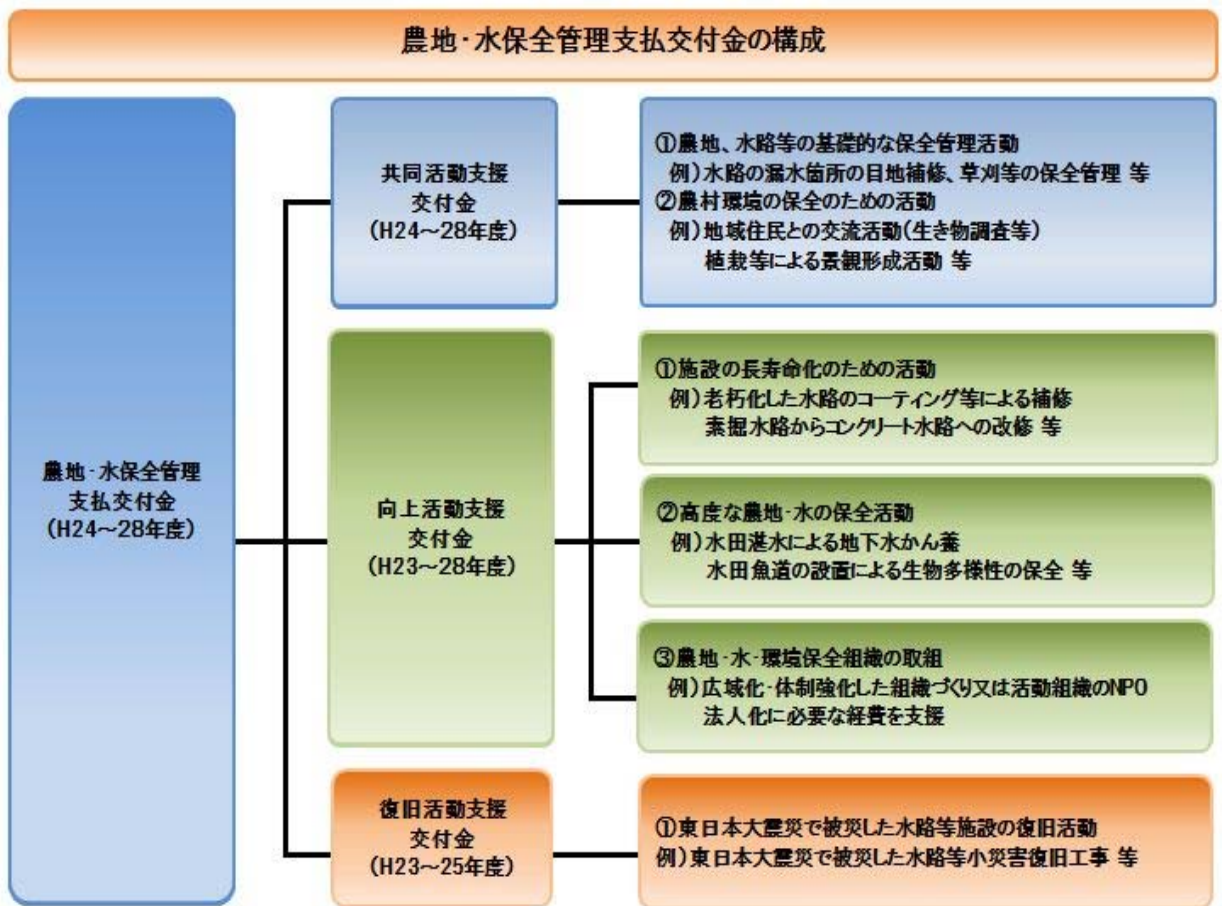 農地・水保全管理支払交付金の構成
農地・水保全管理
支払交付金
(H24～28年度)
共同活動支援
交付金
(H24～28年度)
①農地、水路等の基礎的な保全管理活動
例)水路の漏水箇所の目地補修、草刈等の保全管理 等
②農村環境の保全のための活動
例)地域住民との交流活動(生き物調査等)
植栽等による景観形成活動 等
向上活動支援
交付金
(H23～28年度)
①施設の長寿命化のための活動
例)老朽化した水路のコーティング等による補修
素掘水路からコンクリート水路への改修 等
②高度な農地・水の保全活動
例)水田湛水による地下水かん養
水田魚道の設置による生物多様性の保全 等
③農地・水・環境保全組織の取組
例)広域化・体制強化した組織づくり又は活動組織のNPO
法人化に必要な経費を支援
復旧活動支援
交付金
(H23～25年度)
①東日本大震災で被災した水路等施設の復旧活動
例)東日本大震災で被災した水路等小災害復旧工事 等